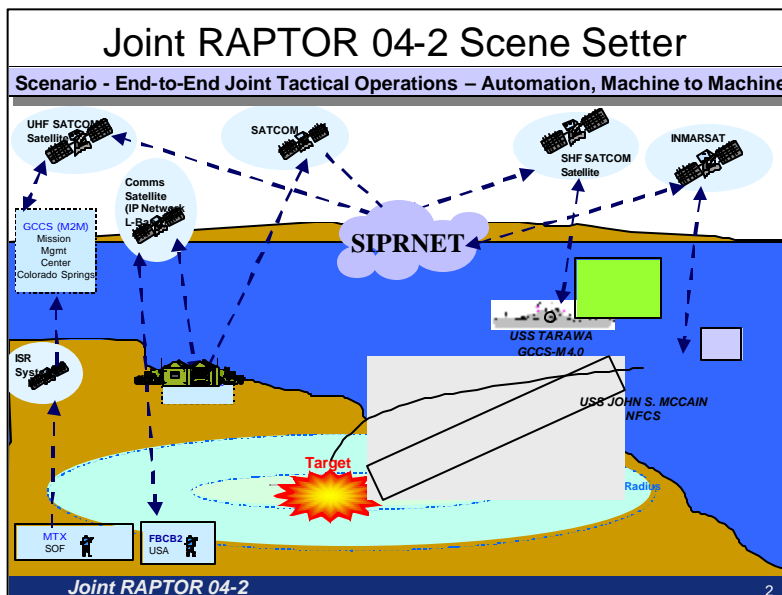 Joint RAPTOR 04-2 Scene Setter
Scenario - End-to-End Joint Tactical Operations – Automation, Machine to Machine
UHF SATCOM
Satellite
SATCOM
SHF SATCOM
Satellite
INMARSAT
Comms
Satellite
(IP Network
GCCS (M2M)
Mission
Mgmt
Center
Colorado Springs
SIPRNET
USS TARAWA
GCCS-M 4.0
ISR
USS JOHN S. MCCAIN
NFCS
Target
Radius
MTX
SOF
FBCB2
USA
Joint RAPTOR 04-2
2